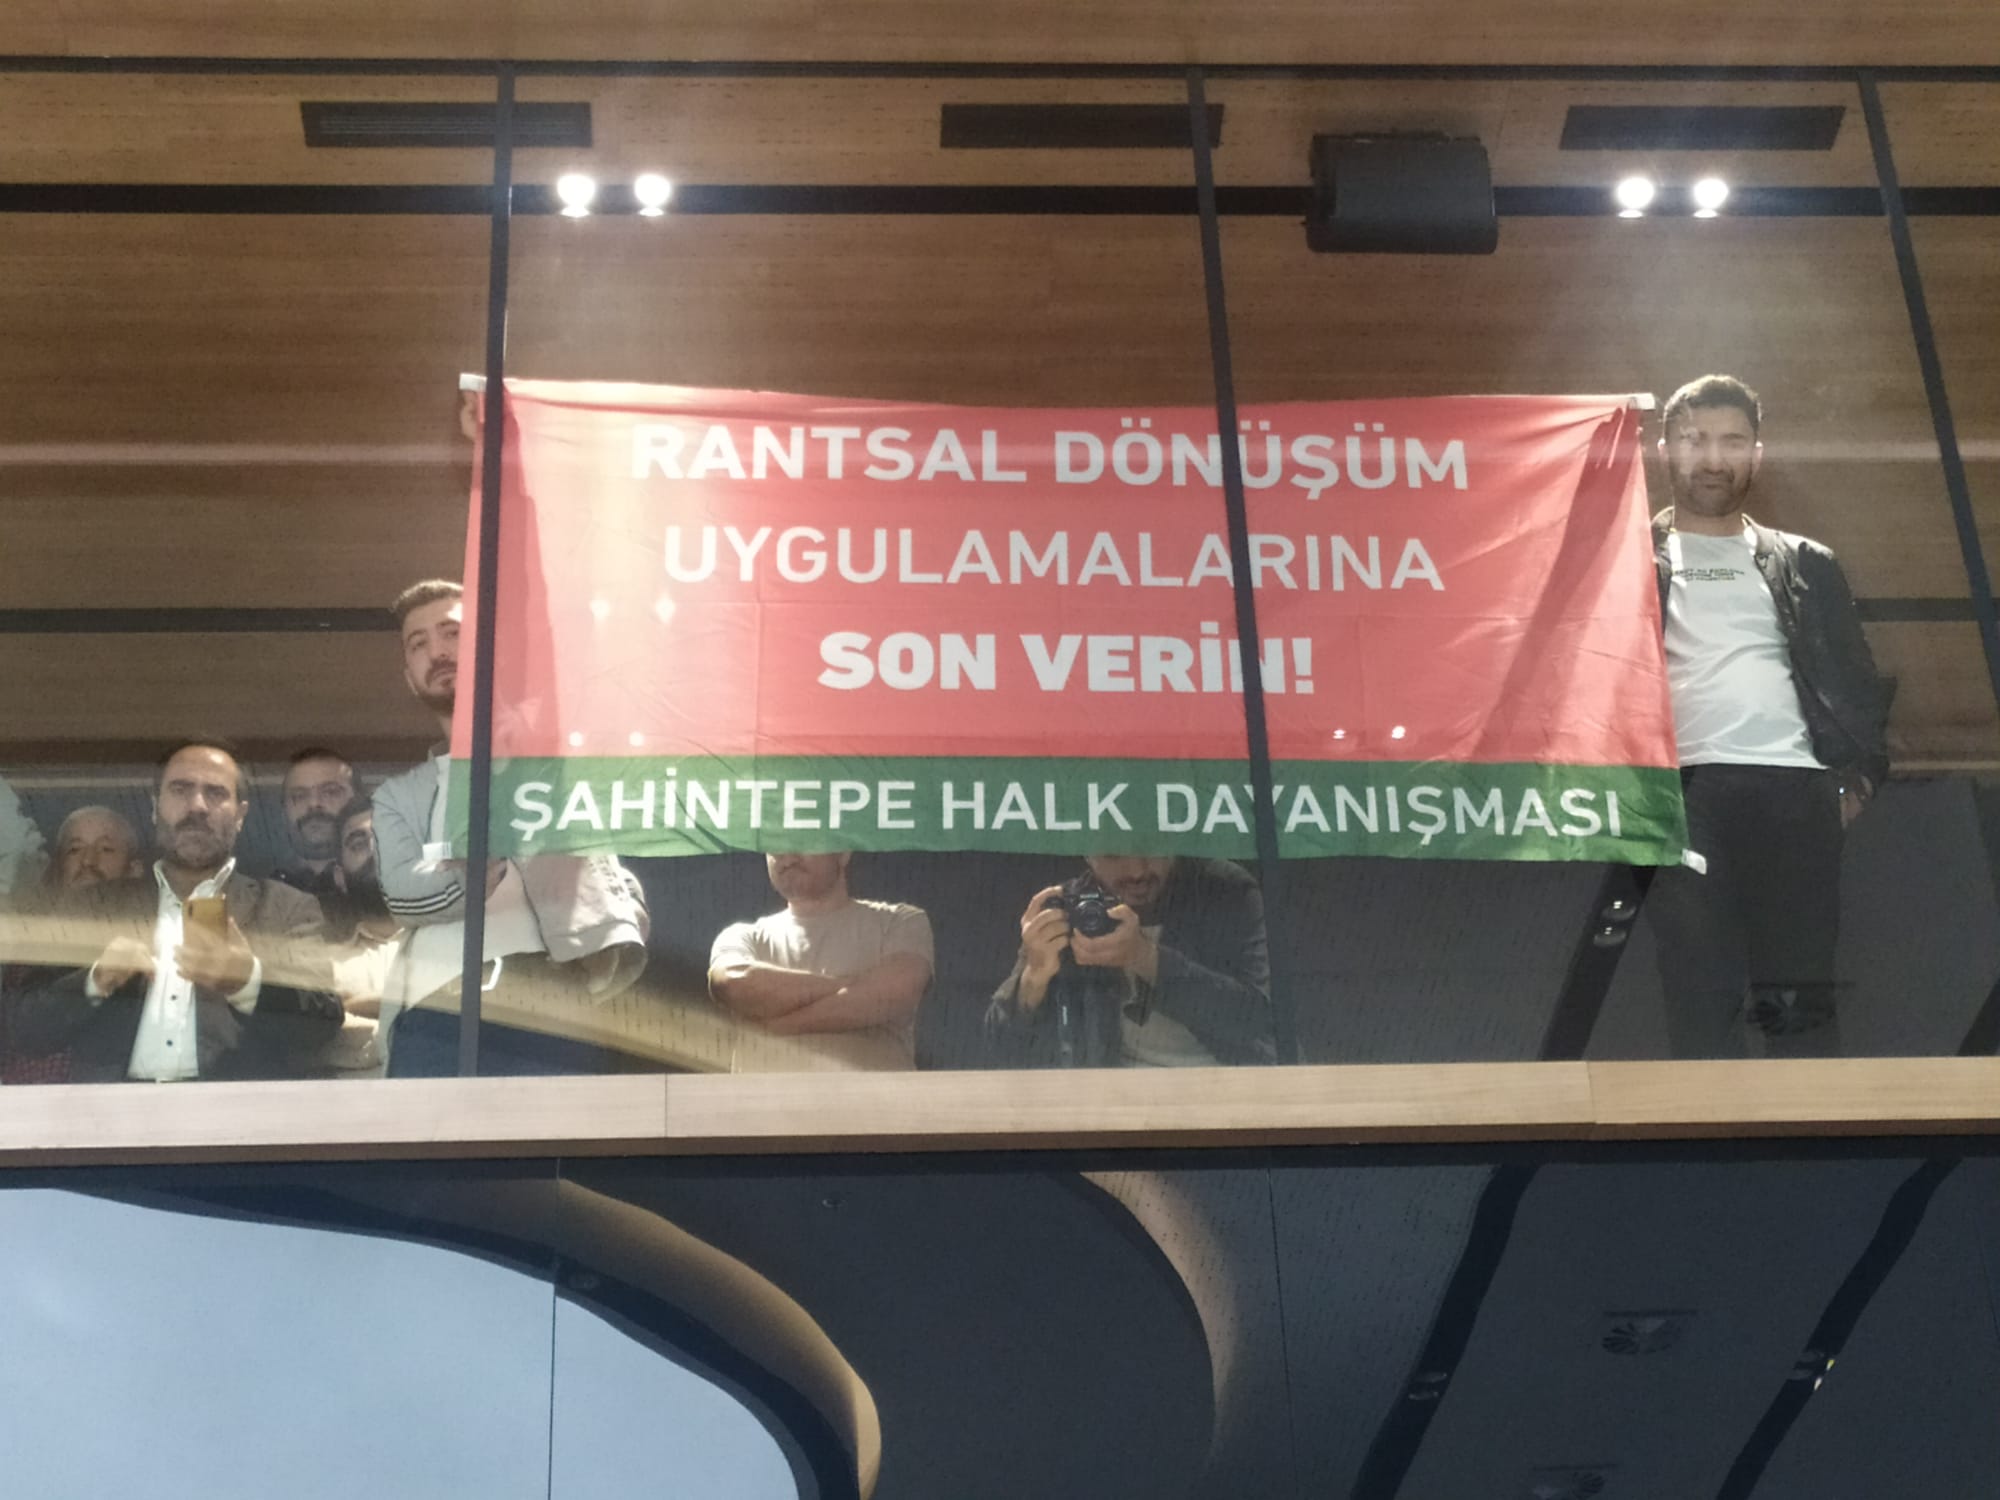 RANTSAL DÖNÜŞÜM
UYGULAMALARINA
SON VERİN!
ŞAHİNTEPE HALK DAYANIŞMASI